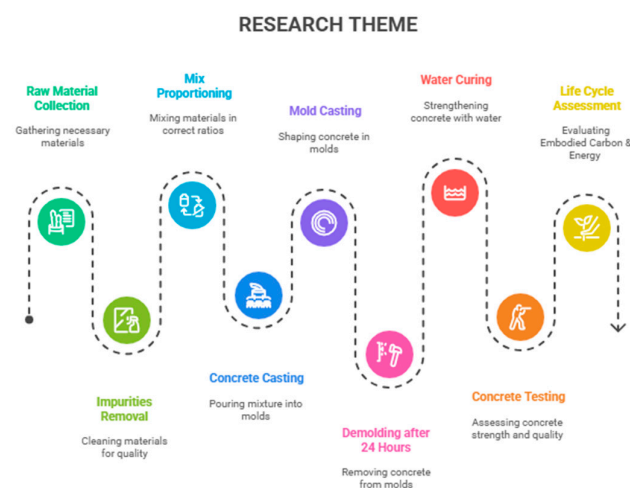 RESEARCH THEME
Raw Material
Collection
Gathering necessary
materials
Impurities
Removal
Cleaning materials
for quality
Mix
Proportioning
Mixing materials in
correct ratios
Concrete Casting
Pouring mixture into
molds
Mold Casting
Shaping concrete in
molds
Demolding after
24 Hours
Removing concrete
from molds
Water Curing
Strengthening
concrete with water
Concrete Testing
Assessing concrete
strength and quality
Life Cycle
Assessment
Evaluating
Embodied Carbon &
Energy